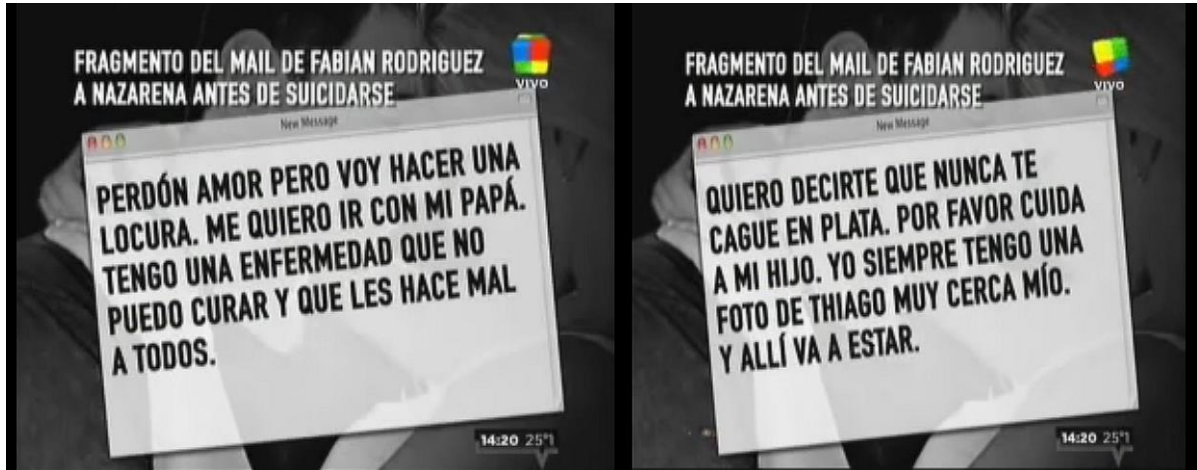 FRAGMENTO DEL MAIL DE FABIAN RODRIGUEZ
A NAZARENA ANTES DE SUICIDARSE
VIVO
New Message
PERDÓN AMOR PERO VOY HACER UNA
LOCURA. ME QUIERO IR CON MI PAPÁ.
TENGO UNA ENFERMEDAD QUE NO
PUEDO CURAR Y QUE LES HACE MAL
A TODOS.
14:20 25°1
FRAGMENTO DEL MAIL DE FABIAN RODRIGUEZ
A NAZARENA ANTES DE SUICIDARSE
VIVO
New Message
QUIERO DECIRTE QUE NUNCA TE
CAGUE EN PLATA. POR FAVOR CUIDA
A MI HIJO. YO SIEMPRE TENGO UNA
FOTO DE THIAGO MUY CERCA MÍO.
Y ALLÍ VA A ESTAR.
14:20 25°1